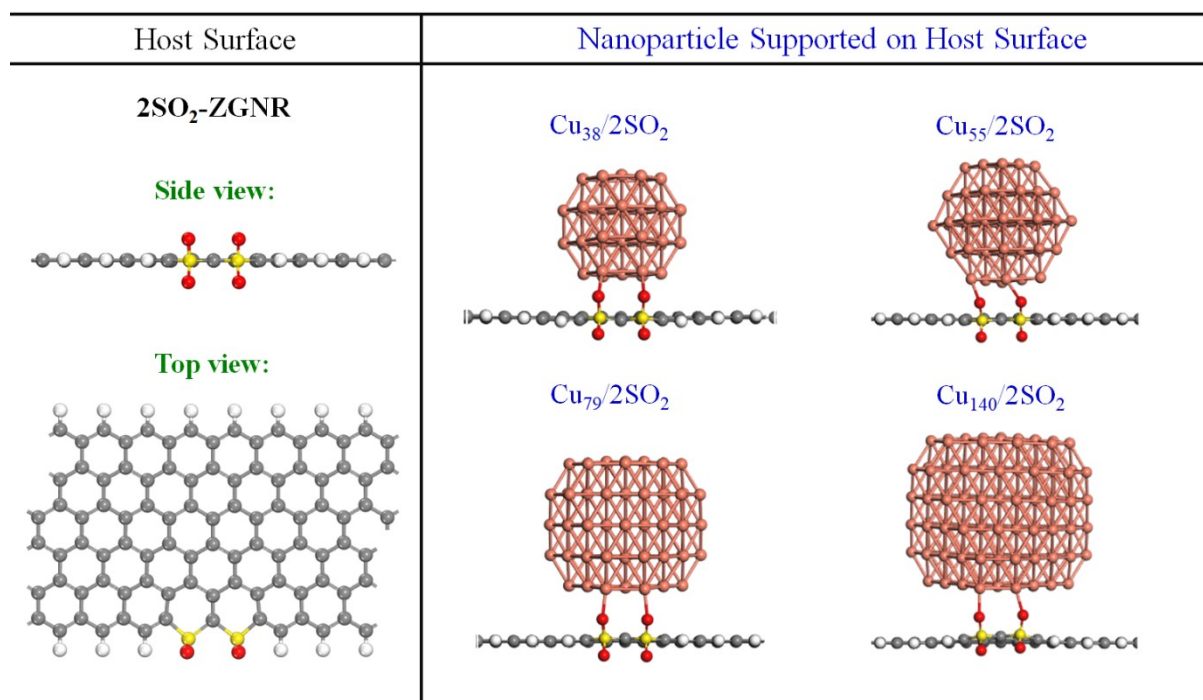 Host Surface
Nanoparticle Supported on Host Surface
2SO₂-ZGNR
Side view:
Top view:
Cu₃₈/2SO₂
Cu₅₅/2SO₂
Cu₇₉/2SO₂
Cu₁₄₀/2SO₂